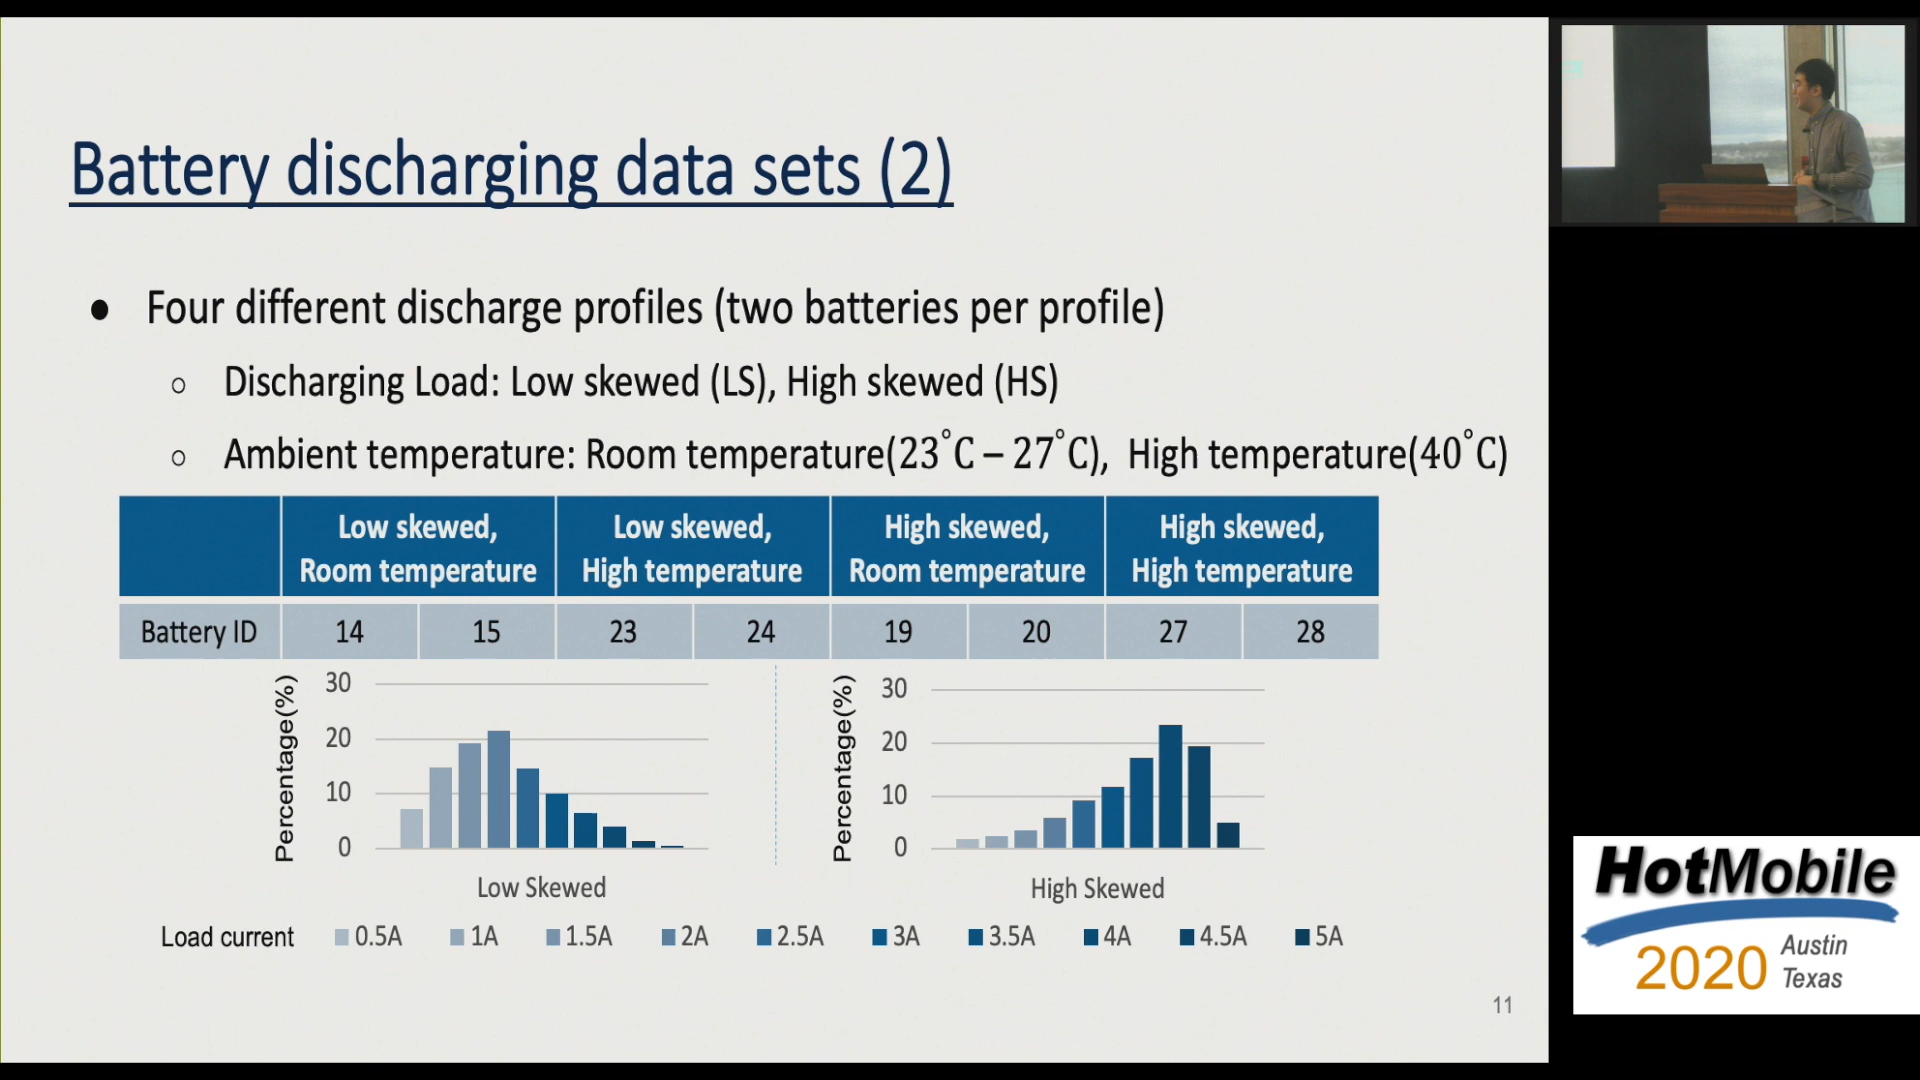 Battery discharging data sets (2)
● Four different discharge profiles (two batteries per profile)
○ Discharging Load: Low skewed (LS), High skewed (HS)
○ Ambient temperature: Room temperature(23°C – 27°C), High temperature(40°C)
Low skewed, Room temperature
Low skewed, High temperature
High skewed, Room temperature
High skewed, High temperature
Battery ID 14 15 23 24 19 20 27 28
Percentage(%)
30
20
10
0
Low Skewed
Percentage(%)
30
20
10
0
High Skewed
Load current 0.5A 1A 1.5A 2A 2.5A 3A 3.5A 4A 4.5A 5A
11
HotMobile
2020 Austin
Texas